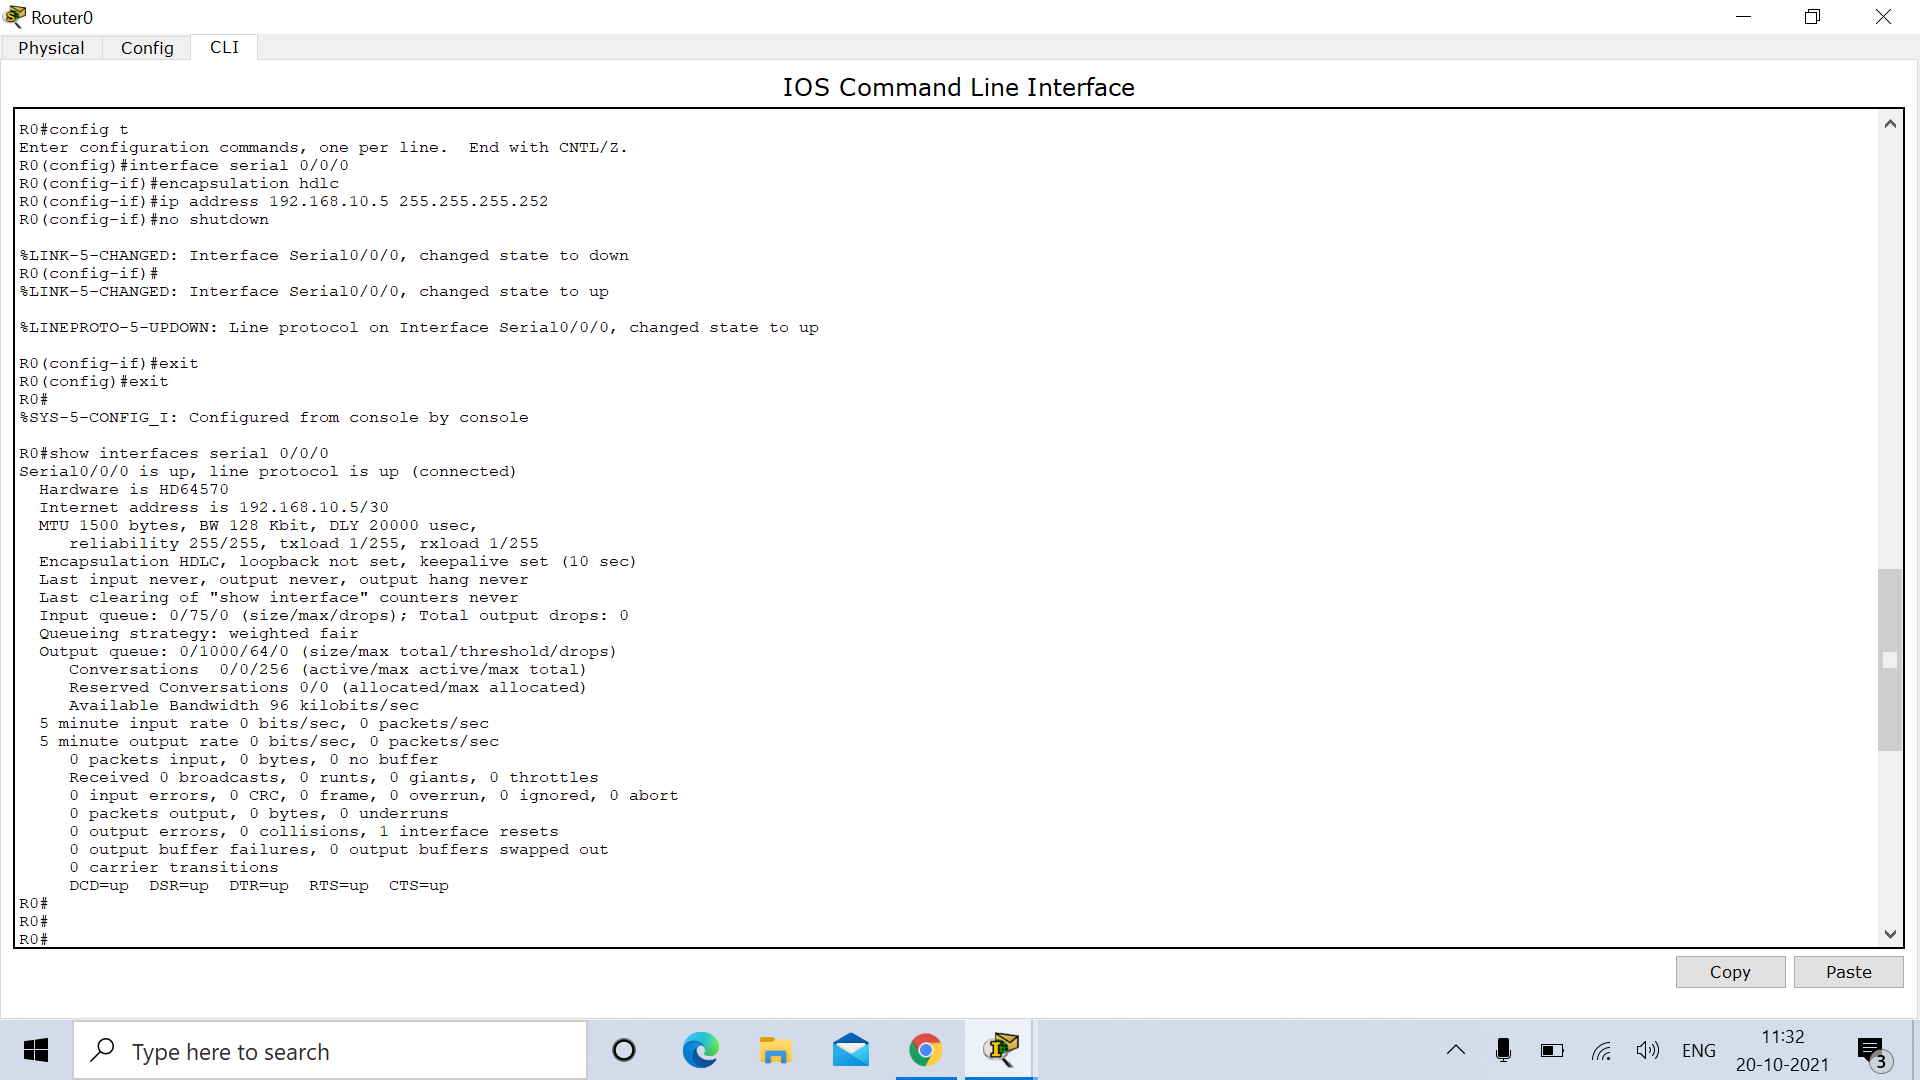 Router0
Physical Config CLI
IOS Command Line Interface
R0#config t
Enter configuration commands, one per line.  End with CNTL/Z.
R0(config)#interface serial 0/0/0
R0(config-if)#encapsulation hdlc
R0(config-if)#ip address 192.168.10.5 255.255.255.252
R0(config-if)#no shutdown
%LINK-5-CHANGED: Interface Serial0/0/0, changed state to down
R0(config-if)#
%LINK-5-CHANGED: Interface Serial0/0/0, changed state to up
%LINEPROTO-5-UPDOWN: Line protocol on Interface Serial0/0/0, changed state to up
R0(config-if)#exit
R0(config)#exit
R0#
%SYS-5-CONFIG_I: Configured from console by console
R0#show interfaces serial 0/0/0
Serial0/0/0 is up, line protocol is up (connected)
Hardware is HD64570
Internet address is 192.168.10.5/30
MTU 1500 bytes, BW 128 Kbit, DLY 20000 usec,
reliability 255/255, txload 1/255, rxload 1/255
Encapsulation HDLC, loopback not set, keepalive set (10 sec)
Last input never, output never, output hang never
Last clearing of "show interface" counters never
Input queue: 0/75/0 (size/max/drops); Total output drops: 0
Queueing strategy: weighted fair
Output queue: 0/1000/64/0 (size/max total/threshold/drops)
Conversations  0/0/256 (active/max active/max total)
Reserved Conversations 0/0 (allocated/max allocated)
Available Bandwidth 96 kilobits/sec
5 minute input rate 0 bits/sec, 0 packets/sec
5 minute output rate 0 bits/sec, 0 packets/sec
0 packets input, 0 bytes, 0 no buffer
Received 0 broadcasts, 0 runts, 0 giants, 0 throttles
0 input errors, 0 CRC, 0 frame, 0 overrun, 0 ignored, 0 abort
0 packets output, 0 bytes, 0 underruns
0 output errors, 0 collisions, 1 interface resets
0 output buffer failures, 0 output buffers swapped out
0 carrier transitions
DCD=up  DSR=up  DTR=up  RTS=up  CTS=up
R0#
R0#
R0#
Copy Paste
Type here to search
ENG
11:32
20-10-2021
3